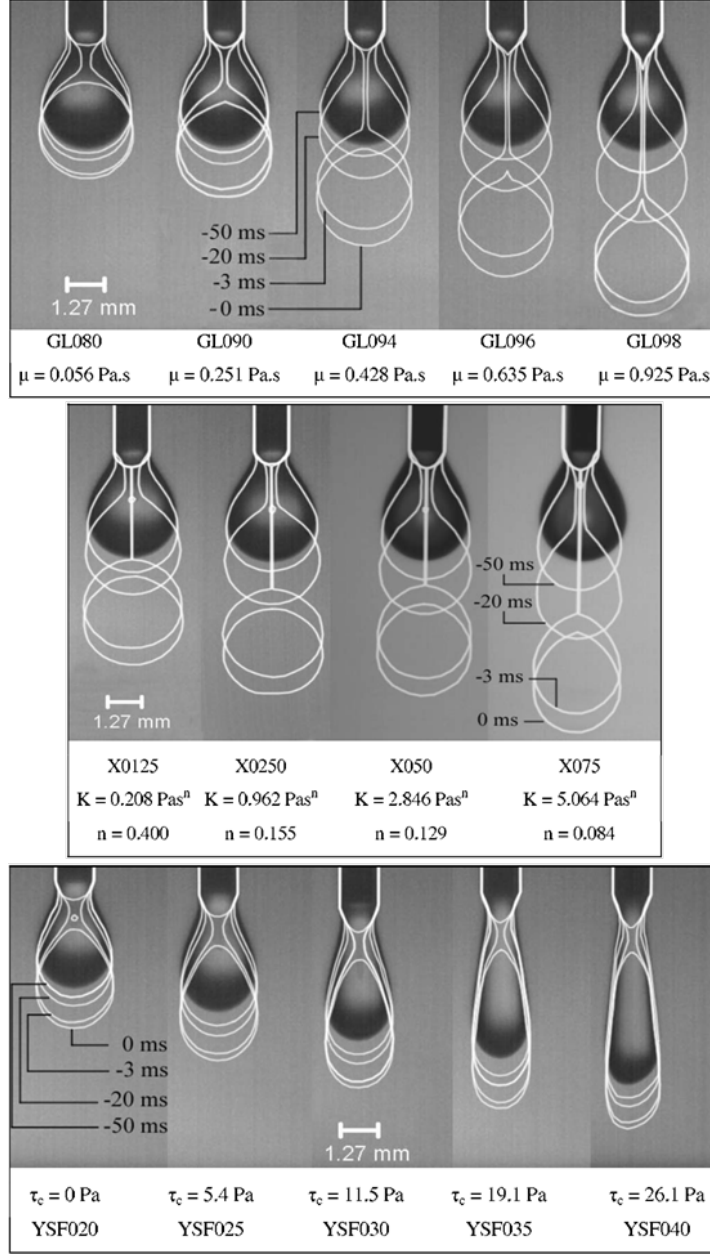 -50 ms
-20 ms
-3 ms
-0 ms
1.27 mm
GL080 GL090 GL094 GL096 GL098
μ = 0.056 Pa.s μ = 0.251 Pa.s μ = 0.428 Pa.s μ = 0.635 Pa.s μ = 0.925 Pa.s
-50 ms
-20 ms
-3 ms
0 ms
1.27 mm
X0125 X0250 X050 X075
K = 0.208 Pasⁿ K = 0.962 Pasⁿ K = 2.846 Pasⁿ K = 5.064 Pasⁿ
n = 0.400 n = 0.155 n = 0.129 n = 0.084
0 ms
-3 ms
-20 ms
-50 ms
1.27 mm
τc = 0 Pa τc = 5.4 Pa τc = 11.5 Pa τc = 19.1 Pa τc = 26.1 Pa
YSF020 YSF025 YSF030 YSF035 YSF040